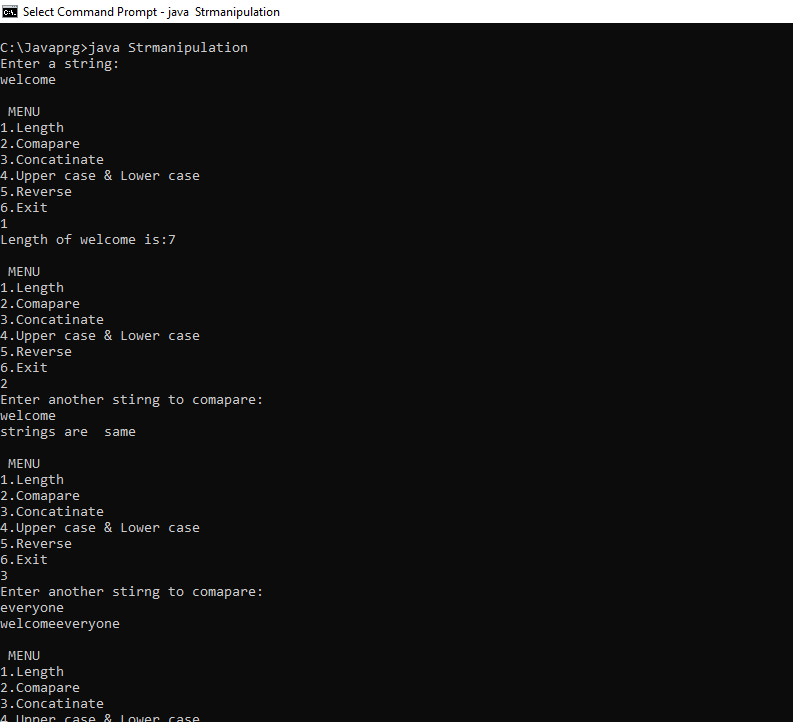 Select Command Prompt - java  Strmanipulation
C:\Javaprg>java Strmanipulation
Enter a string:
welcome
MENU
1.Length
2.Comapare
3.Concatinate
4.Upper case & Lower case
5.Reverse
6.Exit
1
Length of welcome is:7
MENU
1.Length
2.Comapare
3.Concatinate
4.Upper case & Lower case
5.Reverse
6.Exit
2
Enter another stirng to comapare:
welcome
strings are  same
MENU
1.Length
2.Comapare
3.Concatinate
4.Upper case & Lower case
5.Reverse
6.Exit
3
Enter another stirng to comapare:
everyone
welcomeeveryone
MENU
1.Length
2.Comapare
3.Concatinate
4.Upper case & Lower case